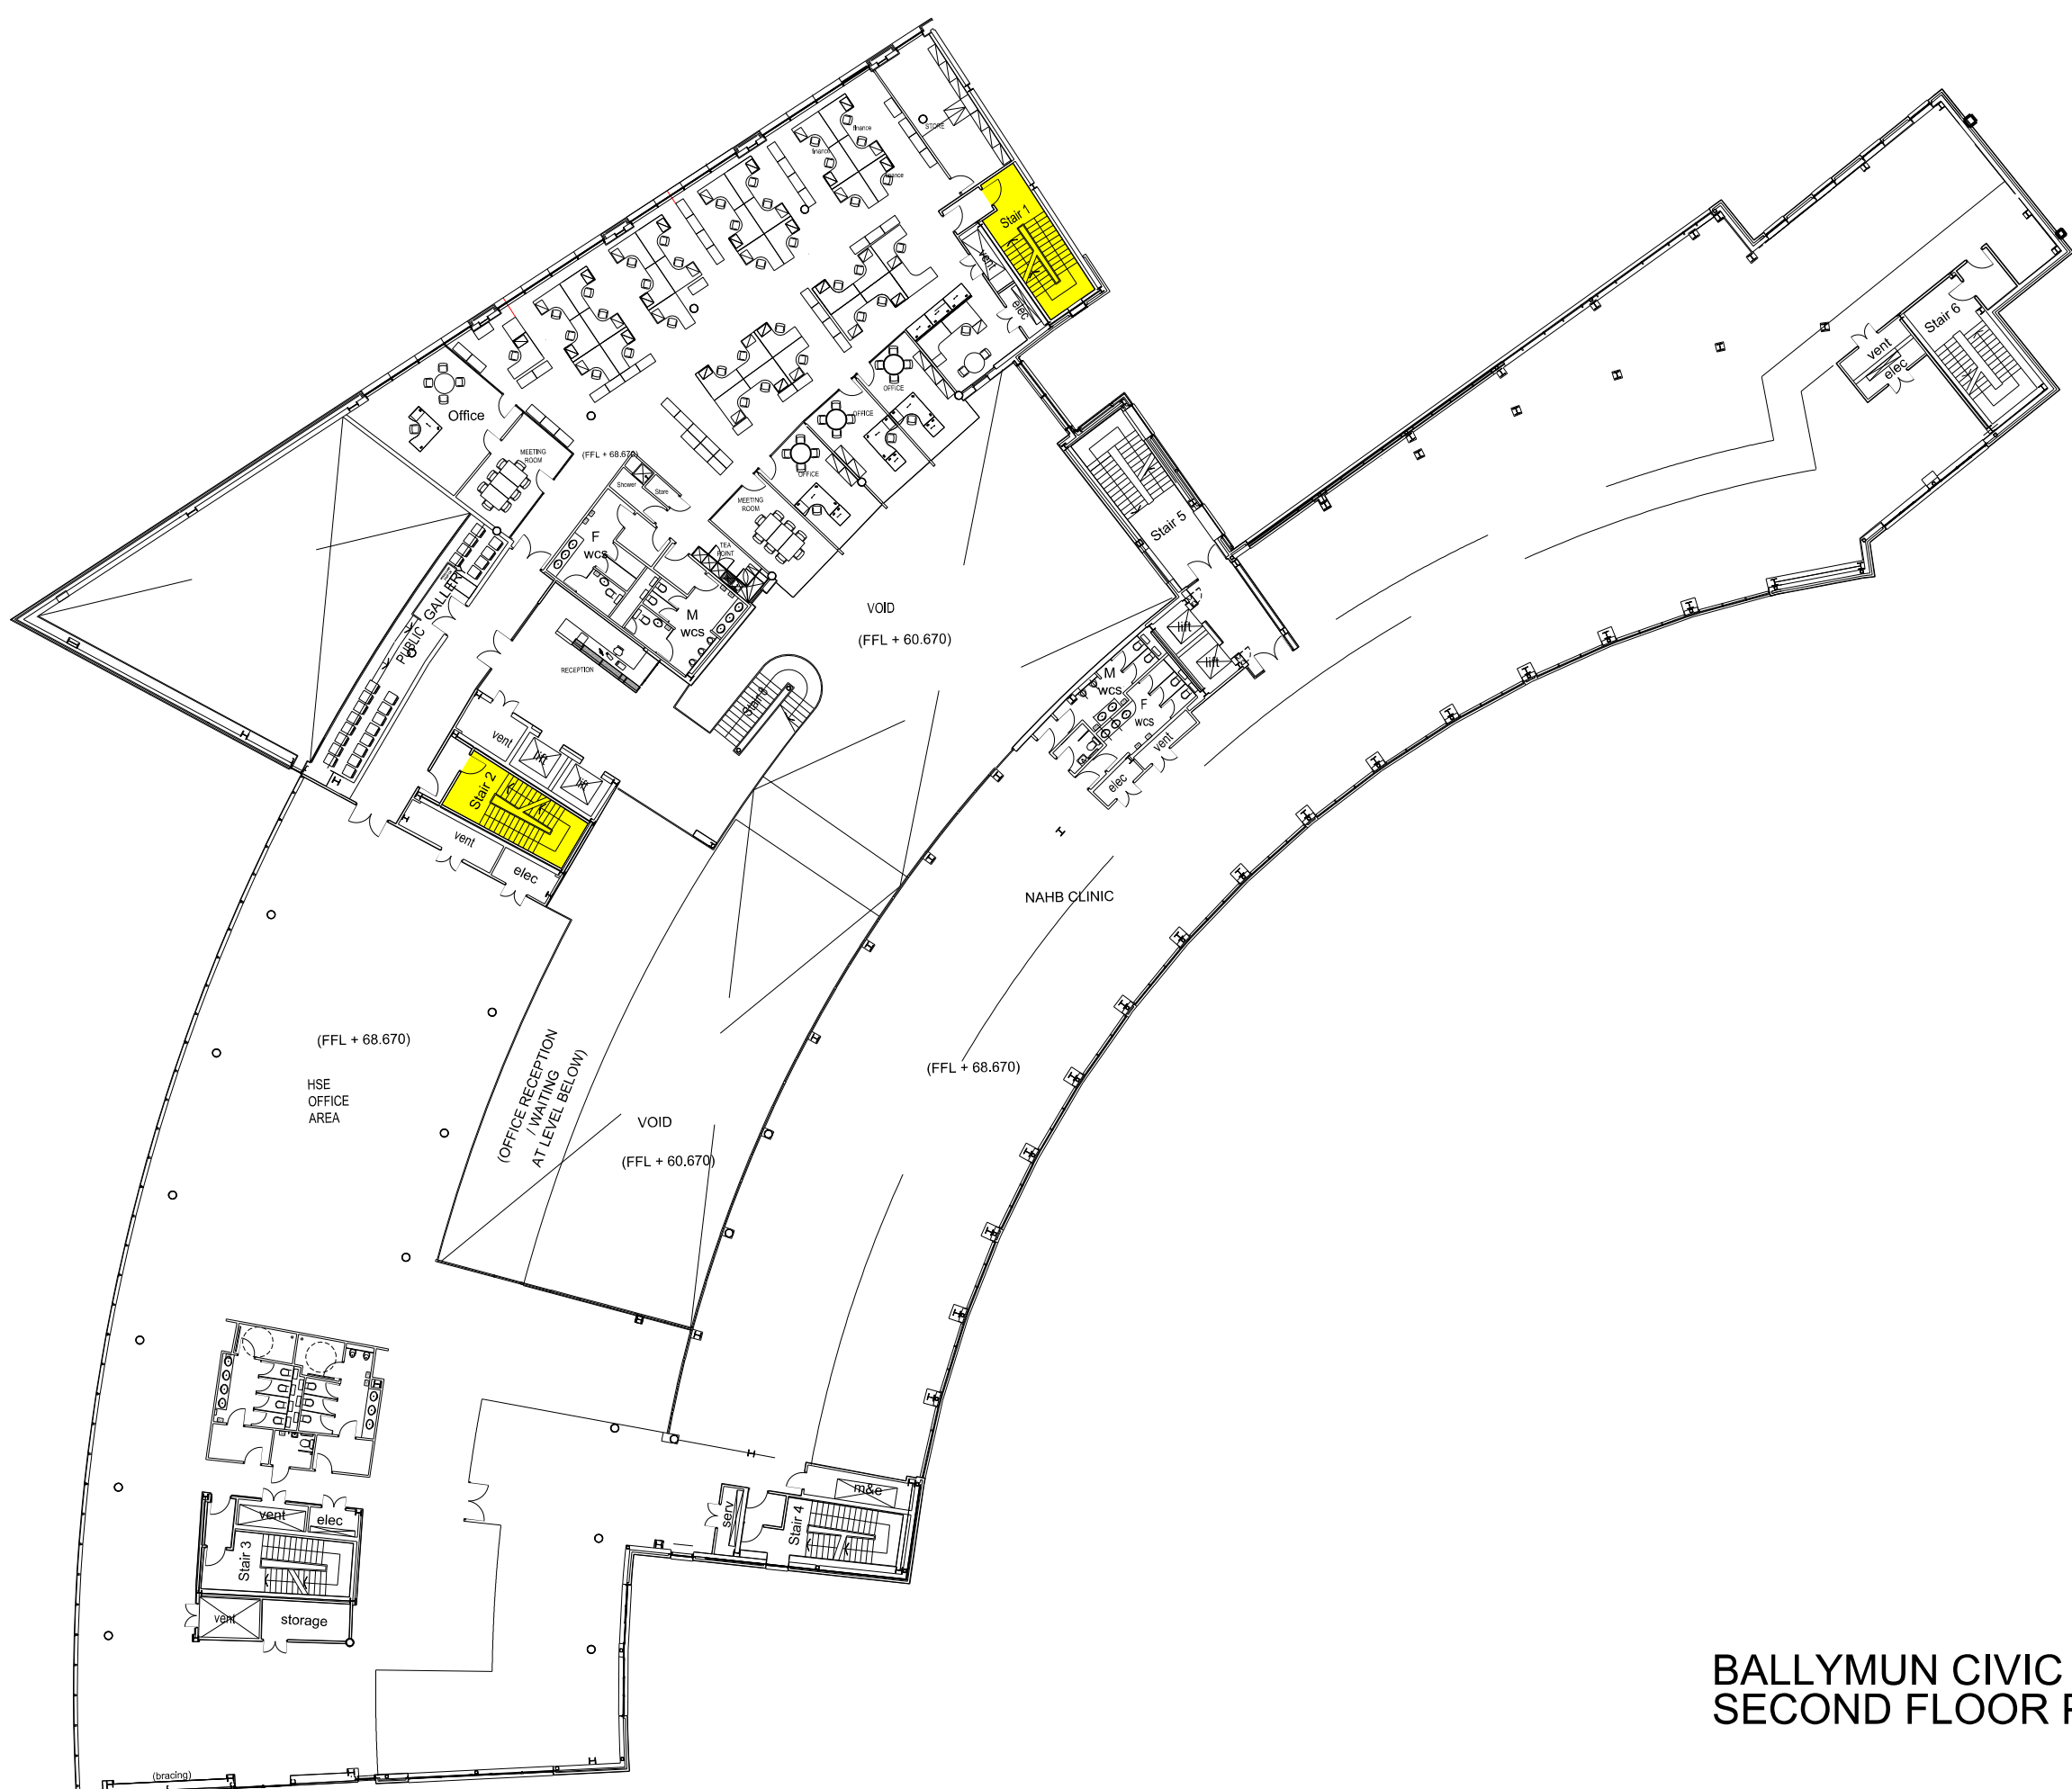 finance
finance
finance
STORE
Stair 1
vent
elec
Stair 6
vent
elec
OFFICE
OFFICE
OFFICE
Office
MEETING
ROOM
(FFL + 68.670)
Shower
Store
MEETING
ROOM
Stair 5
F
wcs
TEA
POINT
M
wcs
PUBLIC GALLERY
RECEPTION
VOID
(FFL + 60.670)
lift
lift
M
wcs
F
wcs
vent
elec
vent
lift
lift
Stair 2
vent
elec
NAHB CLINIC
(FFL + 68.670)
HSE
OFFICE
AREA
(OFFICE RECEPTION
/ WAITING
AT LEVEL BELOW)
(FFL + 68.670)
VOID
(FFL + 60.670)
m&e
serv
Stair 4
vent
elec
Stair 3
vent
storage
(bracing)
BALLYMUN CIVIC
SECOND FLOOR